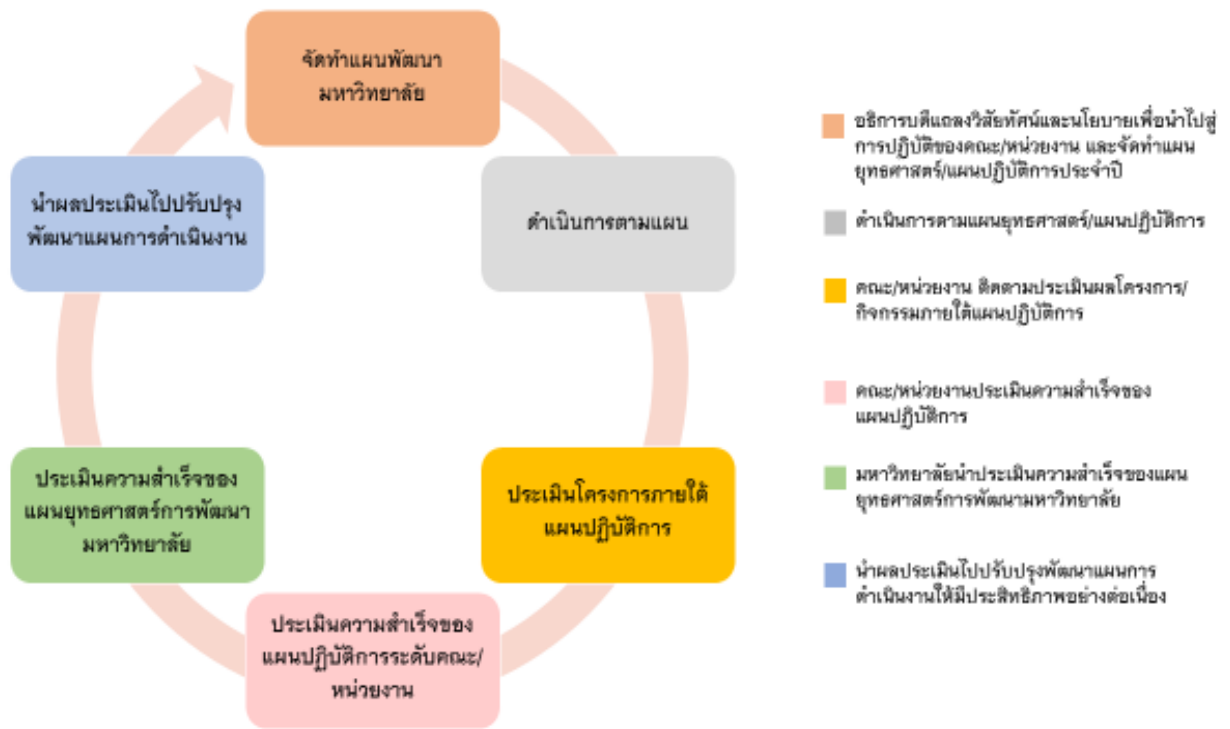 จัดทำแผนพัฒนา
มหาวิทยาลัย
ดำเนินการตามแผน
ประเมินโครงการภายใต้
แผนปฏิบัติการ
ประเมินความสำเร็จของ
แผนปฏิบัติการระดับคณะ/
หน่วยงาน
ประเมินความสำเร็จของ
แผนยุทธศาสตร์การพัฒนา
มหาวิทยาลัย
นำผลประเมินไปปรับปรุง
พัฒนาแผนการดำเนินงาน
อธิการบดีแถลงวิสัยทัศน์และนโยบายเพื่อนำไปสู่
การปฏิบัติของคณะ/หน่วยงาน และจัดทำแผน
ยุทธศาสตร์/แผนปฏิบัติการประจำปี
ดำเนินการตามแผนยุทธศาสตร์/แผนปฏิบัติการ
คณะ/หน่วยงาน ติดตามประเมินผลโครงการ/
กิจกรรมภายใต้แผนปฏิบัติการ
คณะ/หน่วยงานประเมินความสำเร็จของ
แผนปฏิบัติการ
มหาวิทยาลัยนำประเมินความสำเร็จของแผน
ยุทธศาสตร์การพัฒนามหาวิทยาลัย
นำผลประเมินไปปรับปรุงพัฒนาแผนการ
ดำเนินงานให้มีประสิทธิภาพอย่างต่อเนื่อง